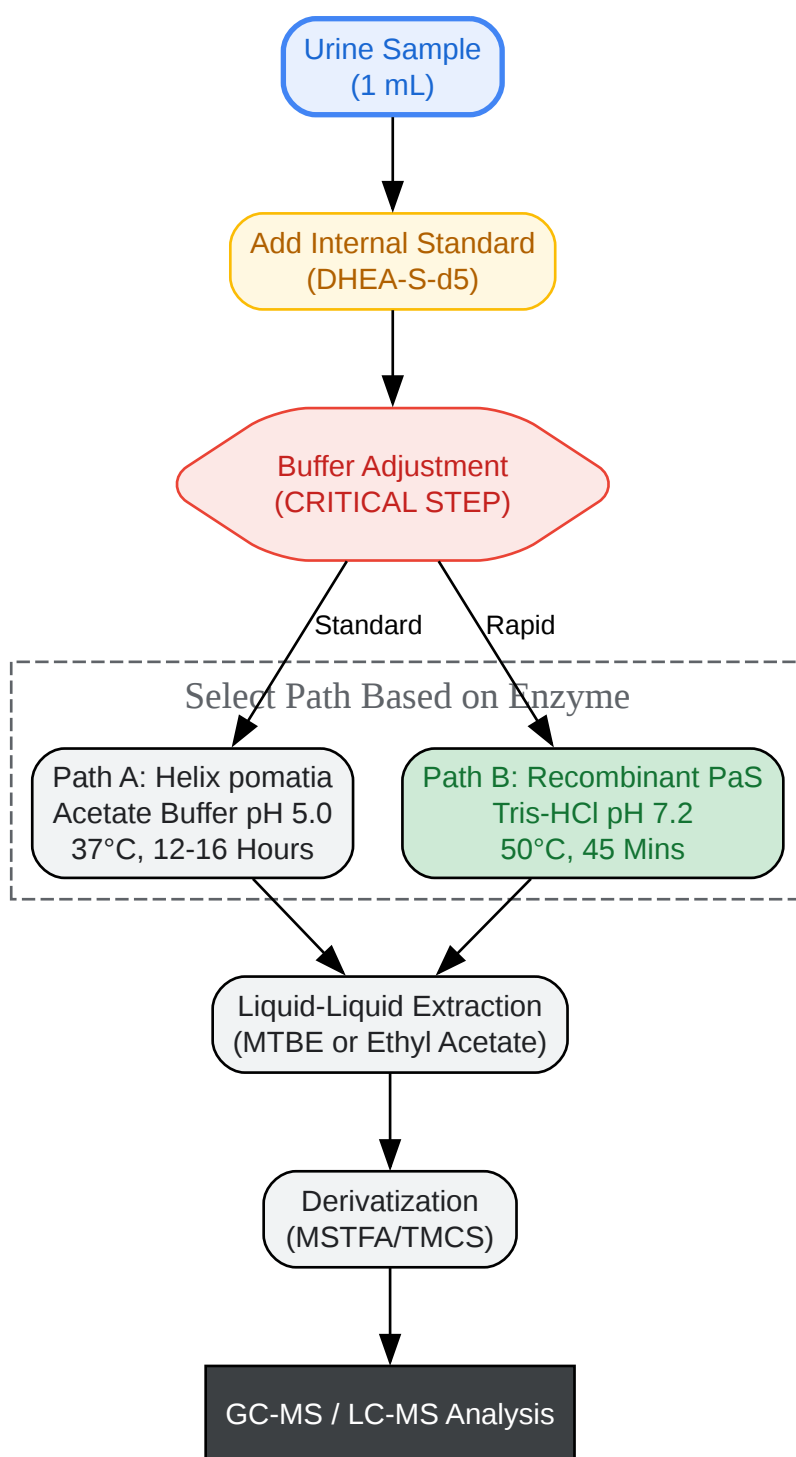 Urine Sample
(1 mL)
Add Internal Standard
(DHEA-S-d5)
Buffer Adjustment
(CRITICAL STEP)
Standard
Rapid
Select Path Based on Enzyme
Path A: Helix pomatia
Acetate Buffer pH 5.0
37°C, 12-16 Hours
Path B: Recombinant PaS
Tris-HCl pH 7.2
50°C, 45 Mins
Liquid-Liquid Extraction
(MTBE or Ethyl Acetate)
Derivatization
(MSTFA/TMCS)
GC-MS / LC-MS Analysis